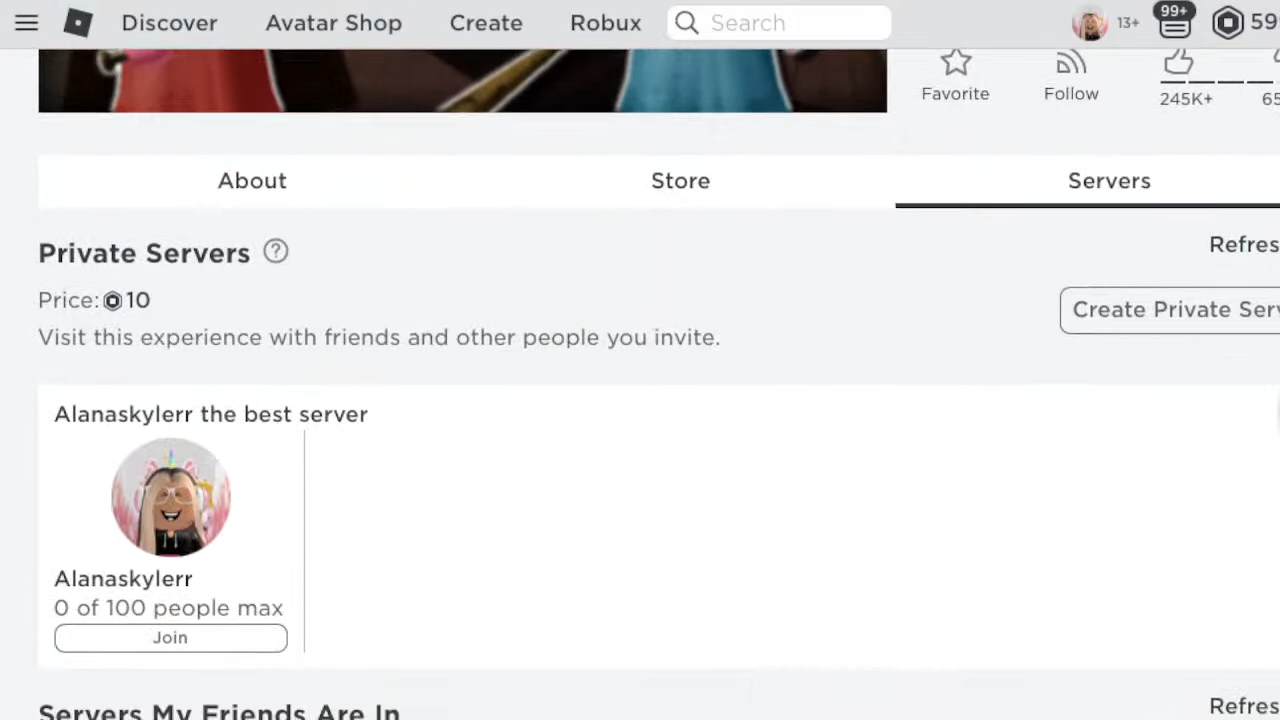 Discover Avatar Shop Create Robux Search 13+ 99+ 59
Favorite Follow 245K+ 65
About Store Servers
Private Servers ? Refres
Price: 10
Create Private Serv
Visit this experience with friends and other people you invite.
Alanaskylerr the best server
Alanaskylerr
0 of 100 people max
Join
Servers My Friends Are In Refres